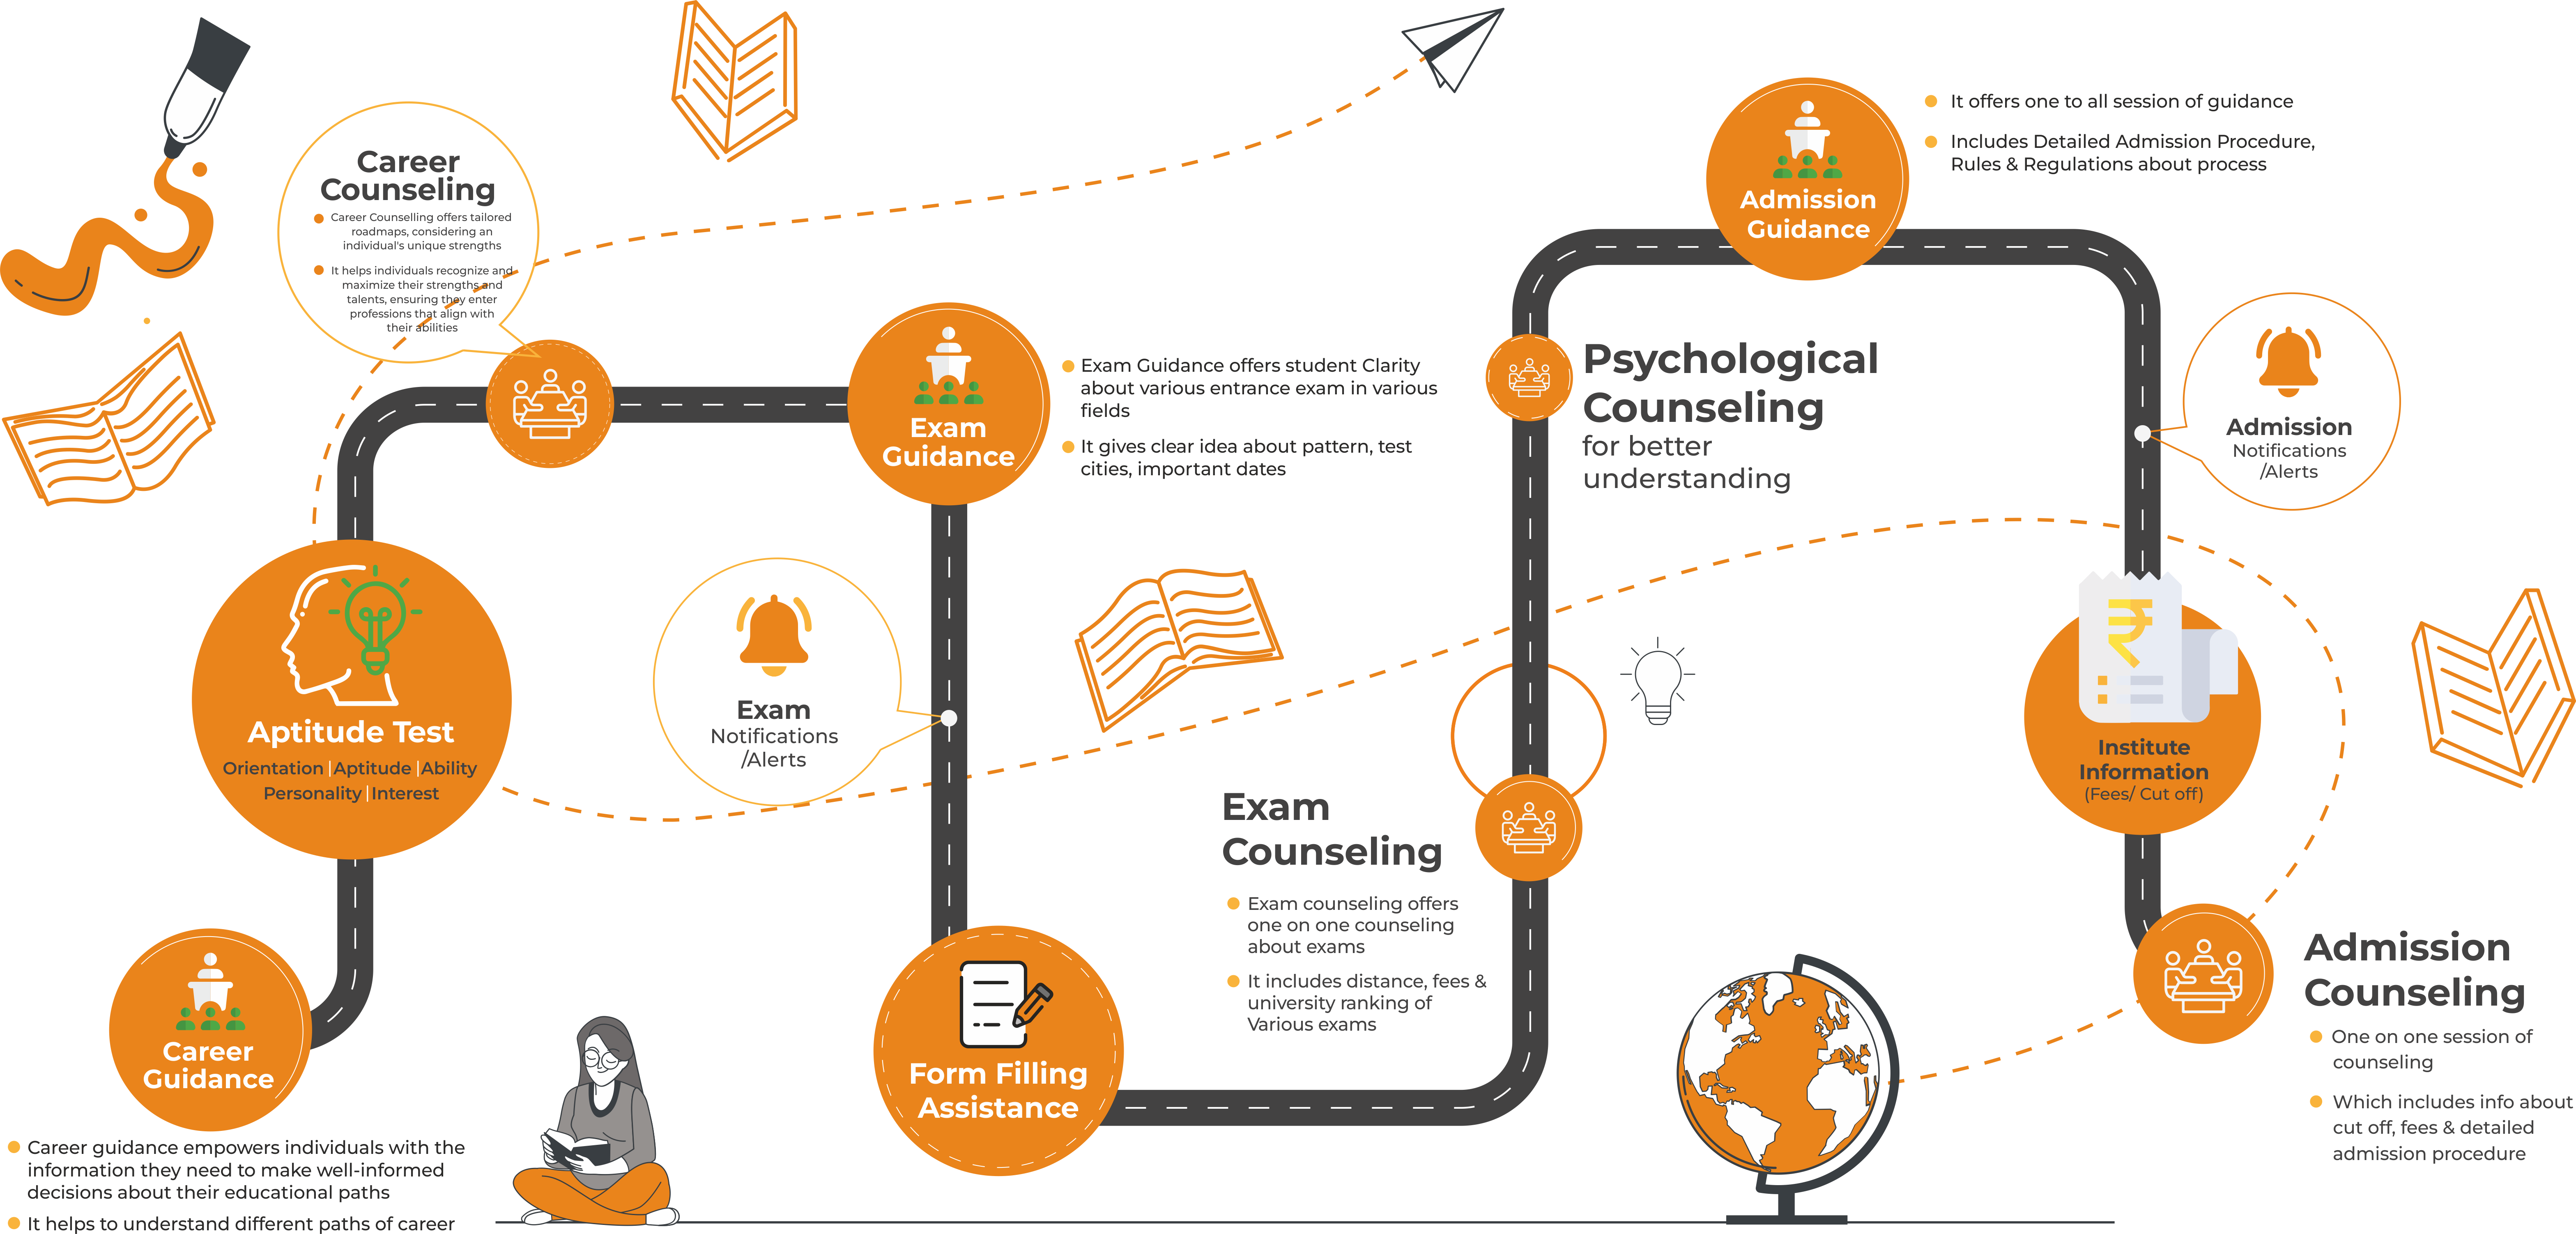 Career
Counseling
Career Counselling offers tailored
roadmaps, considering an
individual's unique strengths
It helps individuals recognize and
maximize their strengths and
talents, ensuring they enter
professions that align with
their abilities
Aptitude Test
Orientation | Aptitude | Ability
Personality | Interest
Career
Guidance
Career guidance empowers individuals with the
information they need to make well-informed
decisions about their educational paths
It helps to understand different paths of career
Exam
Guidance
Exam Guidance offers student Clarity
about various entrance exam in various
fields
It gives clear idea about pattern, test
cities, important dates
Exam
Notifications
/Alerts
Form Filling
Assistance
Exam
Counseling
Exam counseling offers
one on one counseling
about exams
It includes distance, fees &
university ranking of
Various exams
Psychological
Counseling
for better
understanding
Admission
Guidance
It offers one to all session of guidance
Includes Detailed Admission Procedure,
Rules & Regulations about process
Admission
Notifications
/Alerts
₹
Institute
Information
(Fees/ Cut off)
Admission
Counseling
One on one session of
counseling
Which includes info about
cut off, fees & detailed
admission procedure